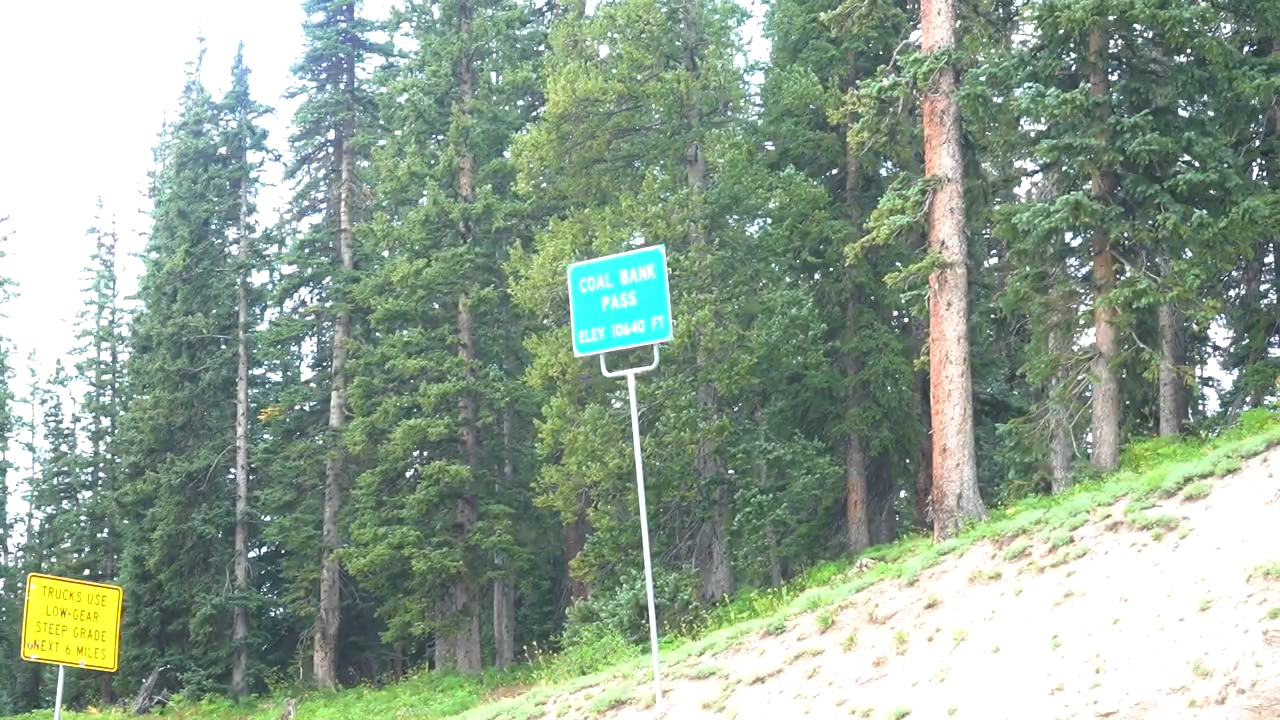 COAL BANK
PASS
ELEV 10640 FT
TRUCKS USE
LOW-GEAR
STEEP GRADE
NEXT 6 MILES